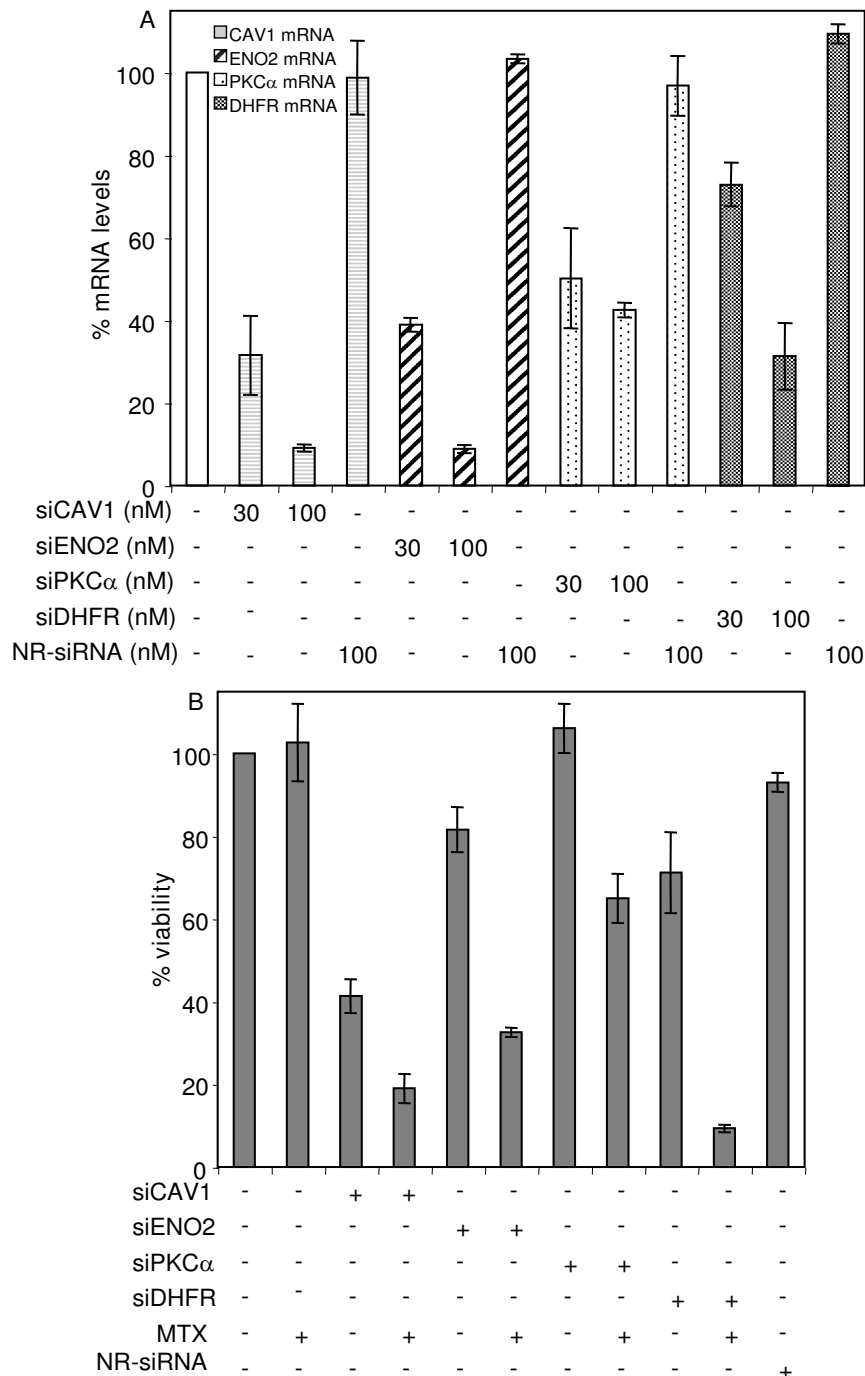 A
CAV1 mRNA
ENO2 mRNA
PKCα mRNA
DHFR mRNA
% mRNA levels
100
80
60
40
20
0
siCAV1 (nM) - 30 100 - - - - - - - - - -
siENO2 (nM) - - - - 30 100 - - - - - - -
siPKCα (nM) - - - - - - - 30 100 - - - -
siDHFR (nM) - - - - - - - - - - 30 100 -
NR-siRNA (nM) - - - 100 - - 100 - - 100 - - 100
B
% viability
100
80
60
40
20
0
siCAV1 - - + + - - - - - - -
siENO2 - - - - + + - - - - -
siPKCα - - - - - - + + - - -
siDHFR - - - - - - - - + + -
MTX - + - + - + - + - + -
NR-siRNA - - - - - - - - - - +